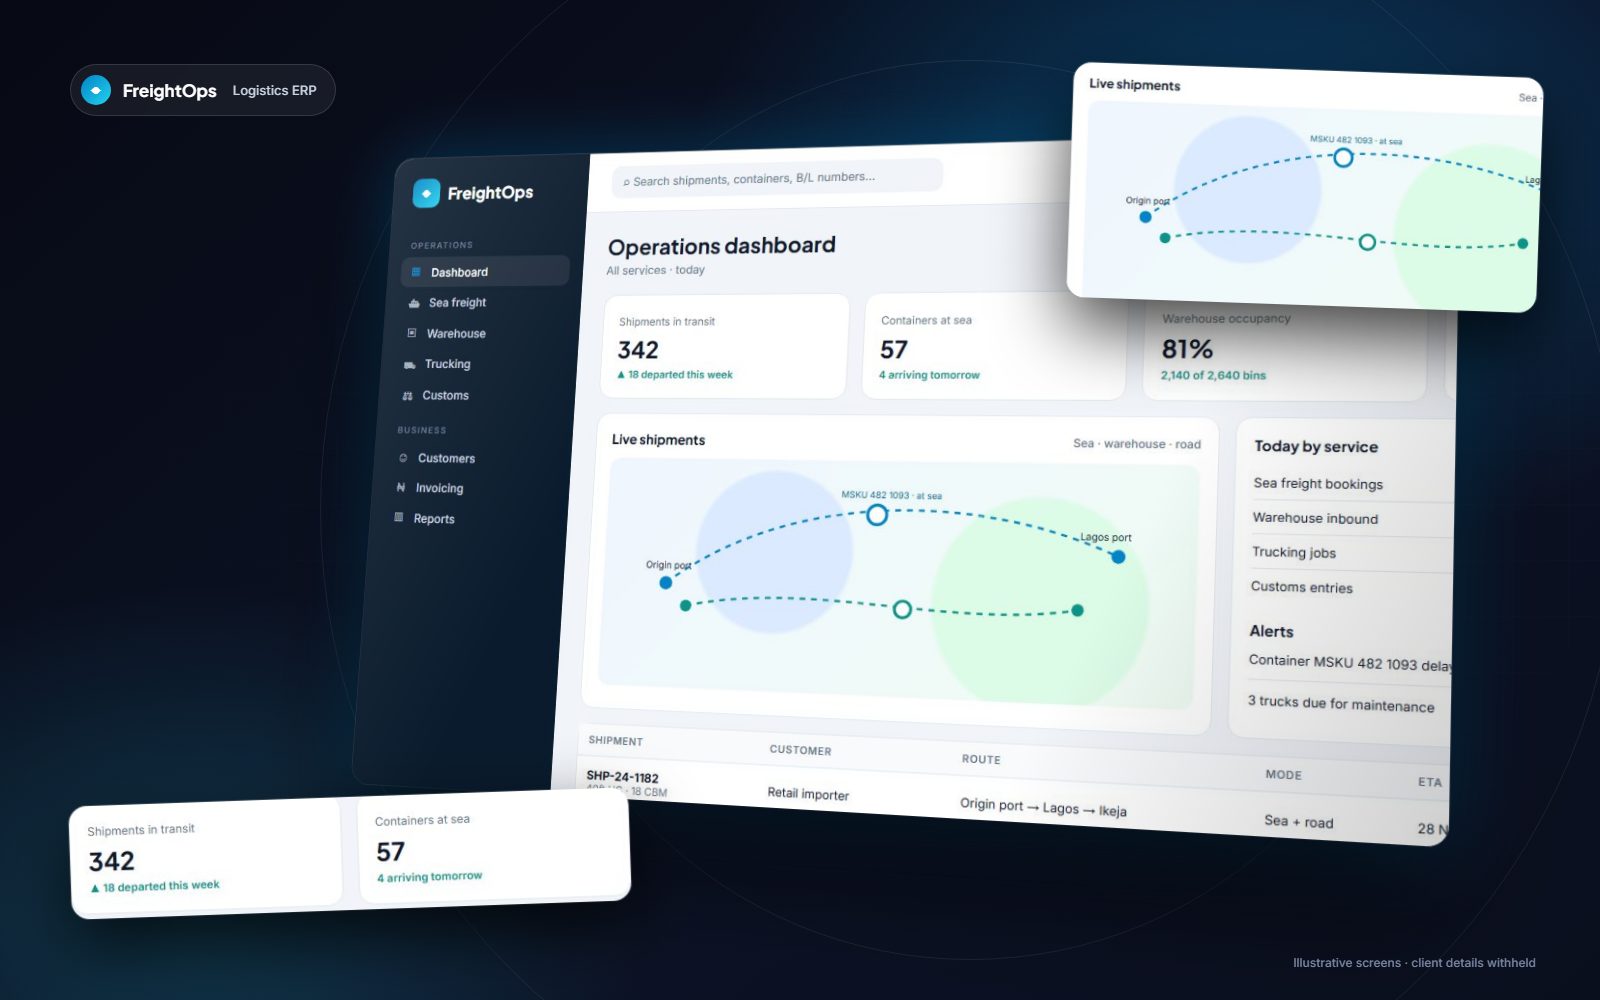 FreightOps Logistics ERP
Live shipments
Sea ·
MSKU 482 1093 · at sea
Origin port
FreightOps
Search shipments, containers, B/L numbers...
OPERATIONS
Dashboard
Sea freight
Warehouse
Trucking
Customs
BUSINESS
Customers
₦ Invoicing
Reports
Operations dashboard
All services · today
Shipments in transit
342
▲ 18 departed this week
Containers at sea
57
4 arriving tomorrow
Warehouse occupancy
81%
2,140 of 2,640 bins
Live shipments
Sea · warehouse · road
MSKU 482 1093 · at sea
Origin port
Lagos port
Today by service
Sea freight bookings
Warehouse inbound
Trucking jobs
Customs entries
Alerts
Container MSKU 482 1093 delay
3 trucks due for maintenance
SHIPMENT CUSTOMER ROUTE MODE ETA
SHP-24-1182
· 18 CBM
Retail importer
Origin port → Lagos → Ikeja
Sea + road
28 N
Shipments in transit
342
▲ 18 departed this week
Containers at sea
57
4 arriving tomorrow
Illustrative screens · client details withheld